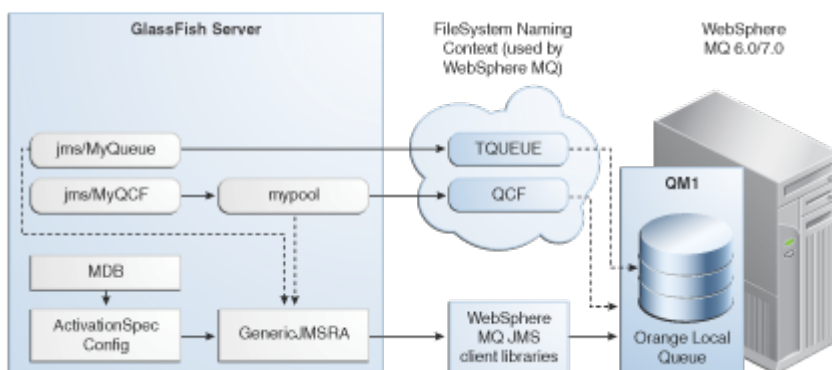 GlassFish Server
FileSystem Naming
Context (used by
WebSphere MQ)
WebSphere
MQ 6.0/7.0
jms/MyQueue
TQUEUE
jms/MyQCF
mypool
QCF
QM1
MDB
ActivationSpec
Config
GenericJMSRA
WebSphere
MQ JMS
client libraries
Orange Local
Queue